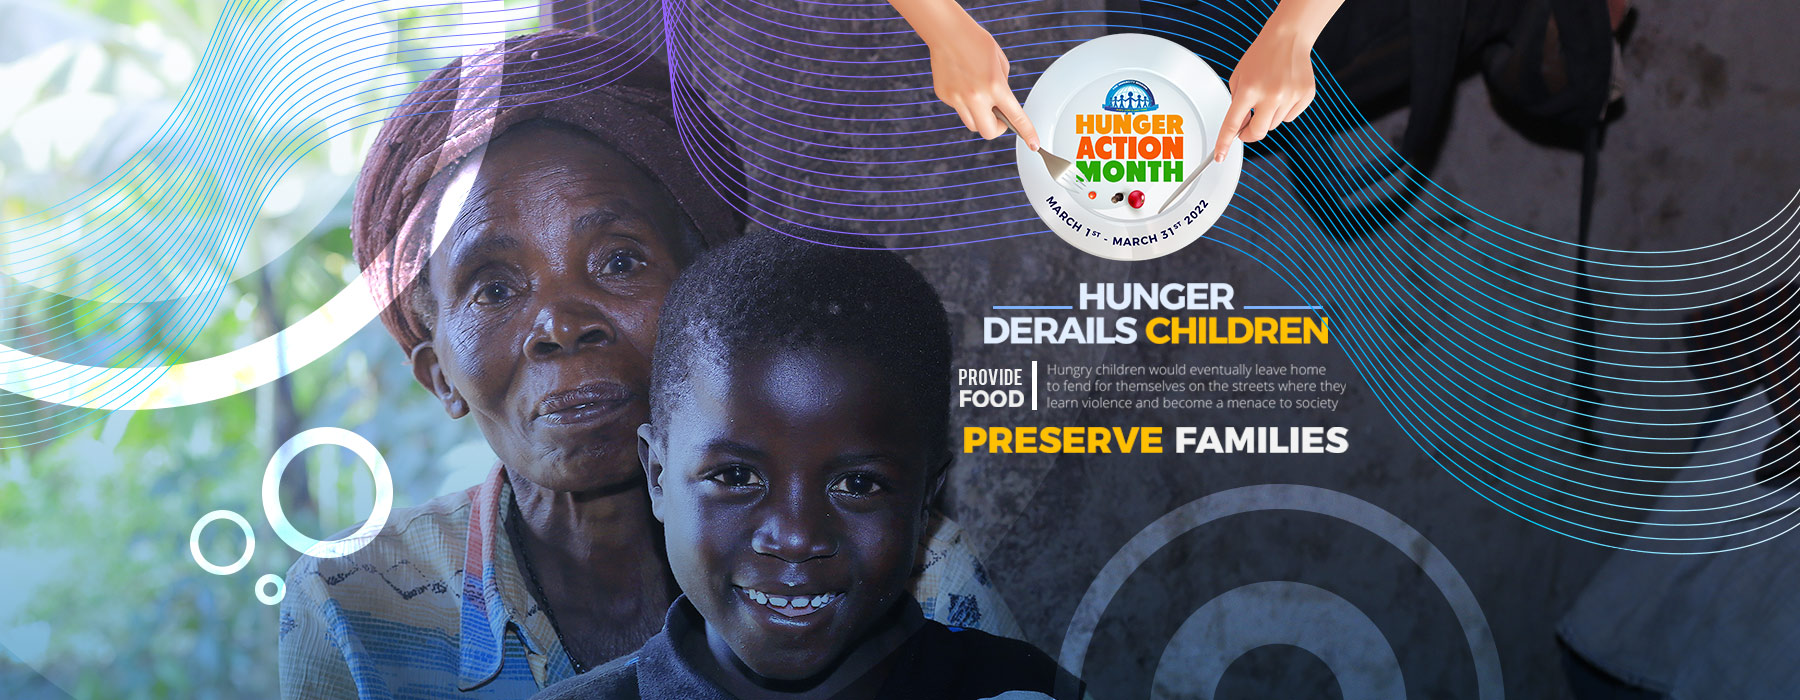 HUNGER
ACTION
MONTH
MARCH 1ST - MARCH 31ST 2022
HUNGER
DERAILS CHILDREN
PROVIDE
FOOD
Hungry children would eventually leave home
to fend for themselves on the streets where they
learn violence and become a menace to society
PRESERVE FAMILIES